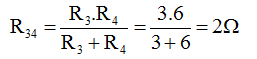 R₃₄ = R₃.R₄ / R₃ + R₄ = 3.6 / 3 + 6 = 2Ω